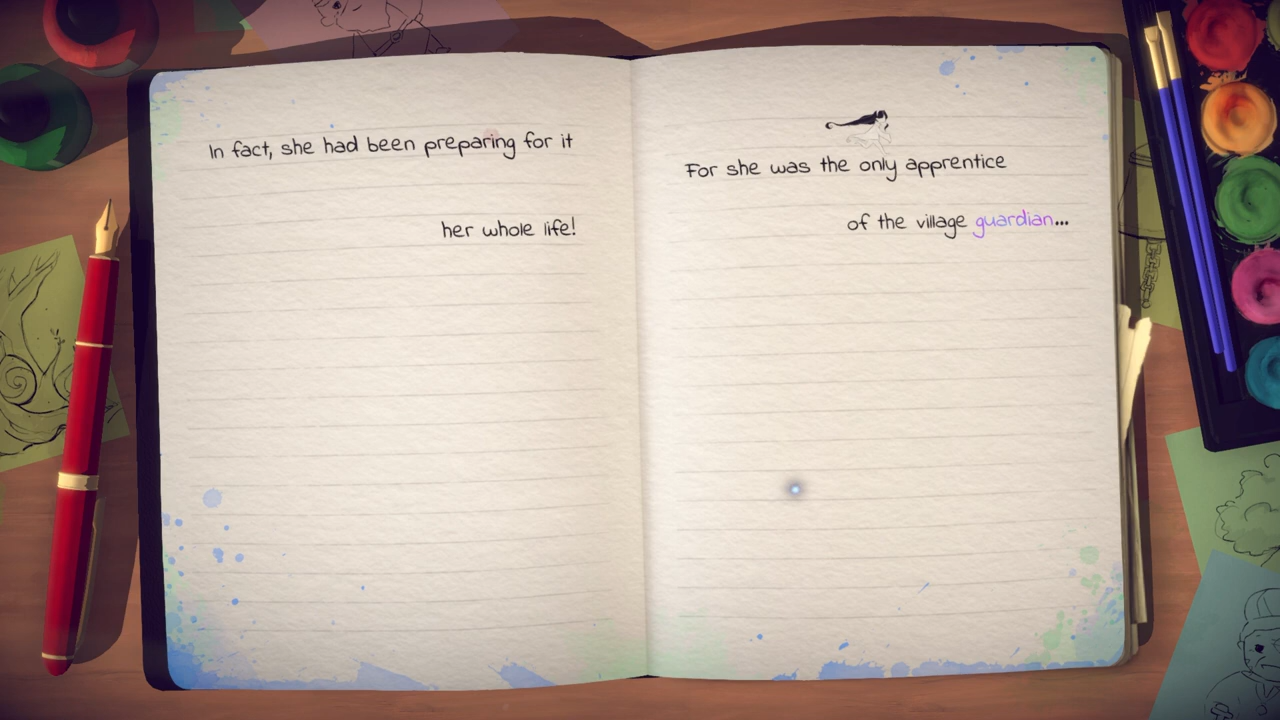 In fact, she had been preparing for it
her whole life!
For she was the only apprentice
of the village guardian...